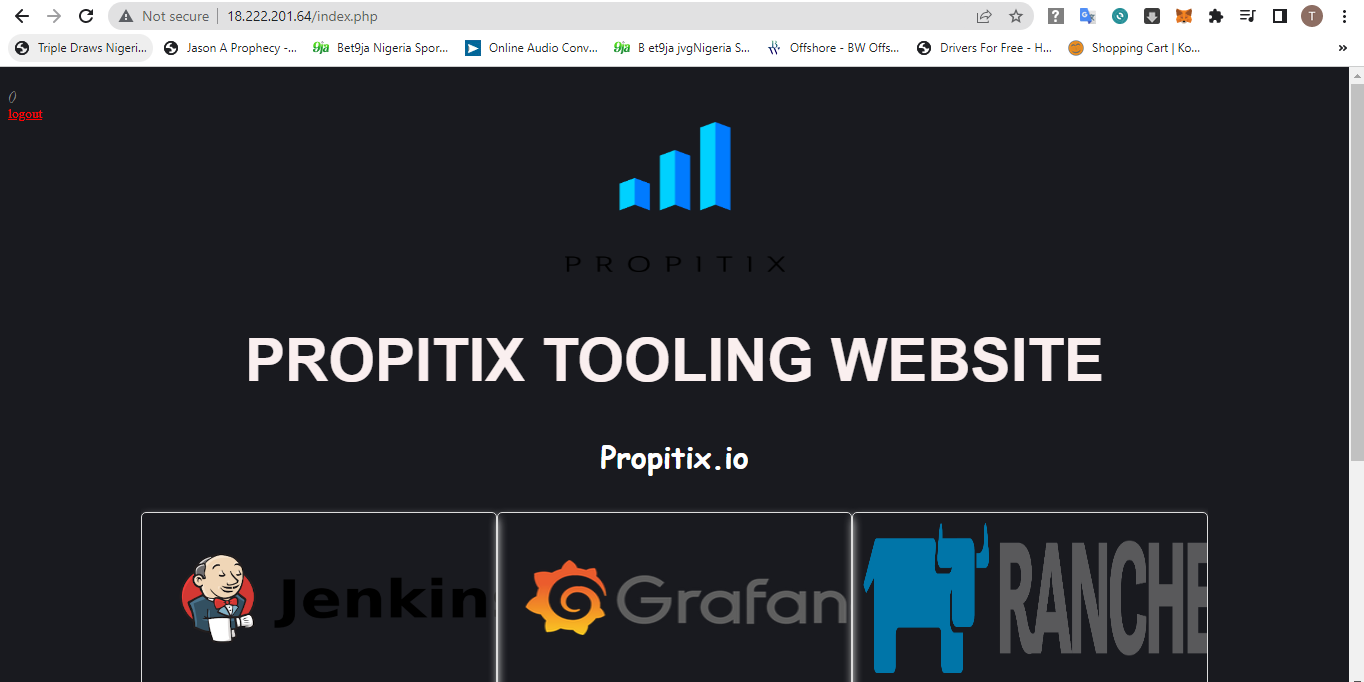 Not secure | 18.222.201.64/index.php
T
Triple Draws Nigeri... Jason A Prophecy -... 9ja Bet9ja Nigeria Spor... Online Audio Conv... 9ja B et9ja jvgNigeria S... Offshore - BW Offs... Drivers For Free - H... Shopping Cart | Ko... »
()
logout
PROPITIX
PROPITIX TOOLING WEBSITE
Propitix.io
Jenkin Grafan RANCHE